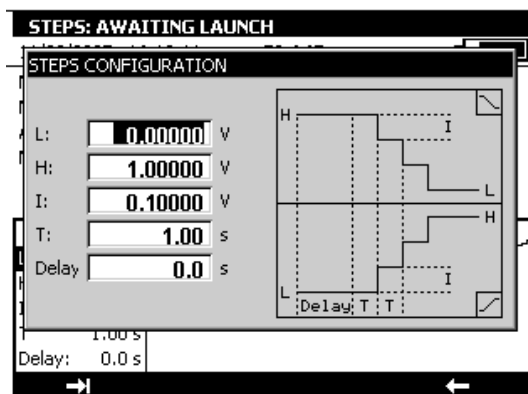 STEPS: AWAITING LAUNCH
STEPS CONFIGURATION
L: 0.00000 V
H: 1.00000 V
I: 0.10000 V
T: 1.00 s
Delay 0.0 s
H
I
L
H
I
L
Delay T T
1.00 s
Delay: 0.0 s